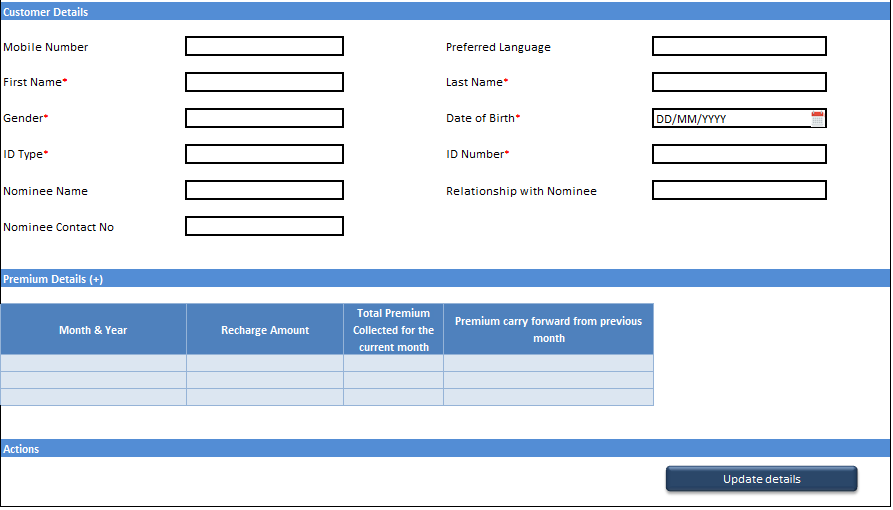 Customer Details
Mobile Number
Preferred Language
First Name*
Last Name*
Gender*
Date of Birth*
DD/MM/YYYY
ID Type*
ID Number*
Nominee Name
Relationship with Nominee
Nominee Contact No
Premium Details (+)
Month & Year
Recharge Amount
Total Premium
Collected for the
current month
Premium carry forward from previous
month
Actions
Update details